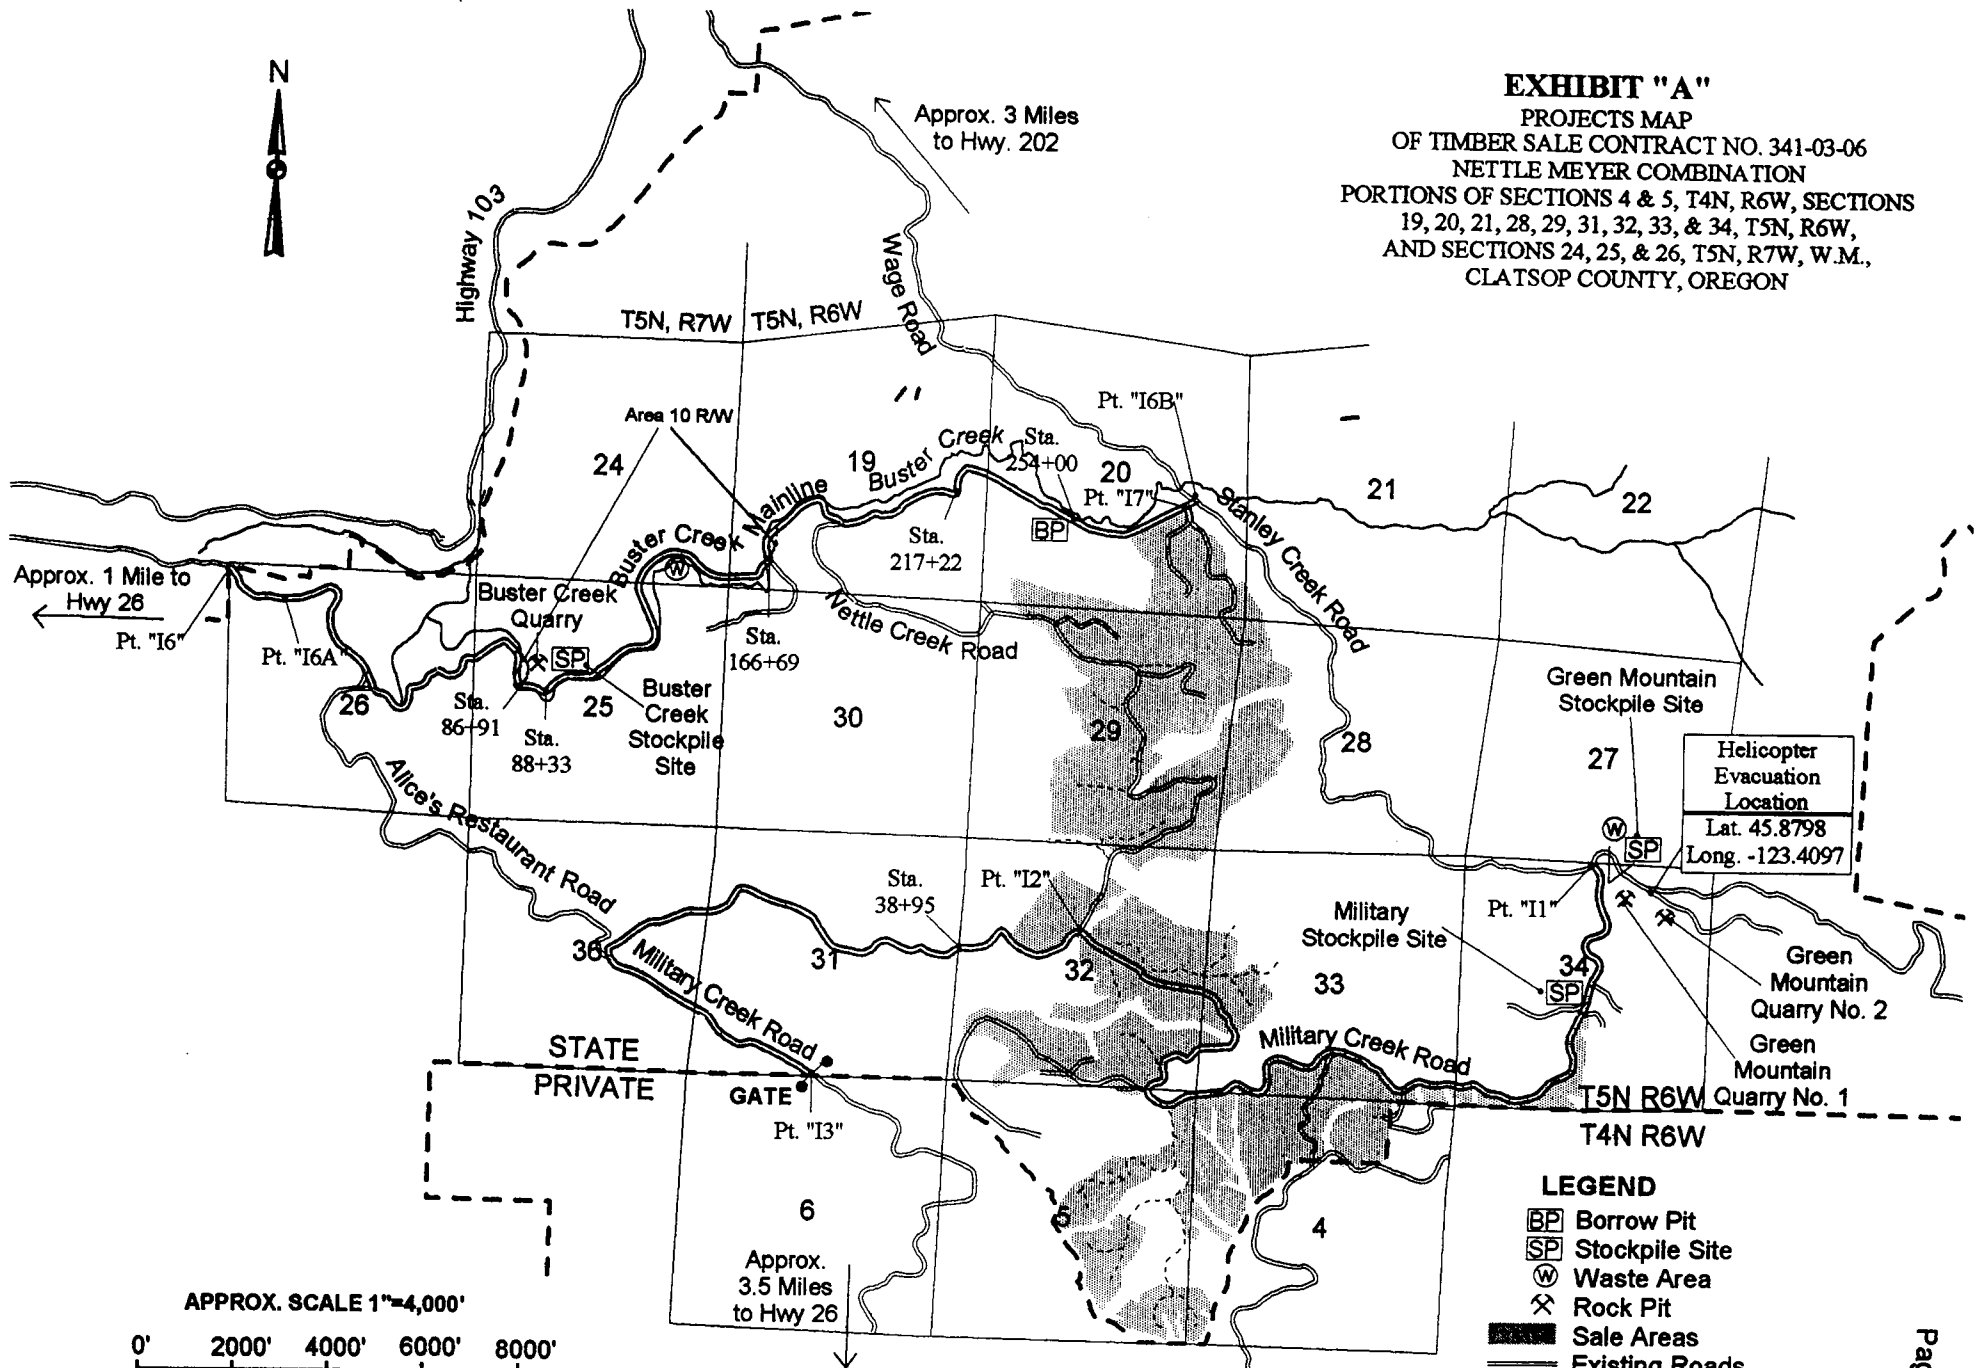 EXHIBIT "A"
PROJECTS MAP
OF TIMBER SALE CONTRACT NO. 341-03-06
NETTLE MEYER COMBINATION
PORTIONS OF SECTIONS 4 & 5, T4N, R6W, SECTIONS
19, 20, 21, 28, 29, 31, 32, 33, & 34, T5N, R6W,
AND SECTIONS 24, 25, & 26, T5N, R7W, W.M.,
CLATSOP COUNTY, OREGON
N
Approx. 3 Miles
to Hwy. 202
Highway 103
Wage Road
T5N, R7W
T5N, R6W
Area 10 R/W
Pt. "I6B"
24
19
Buster Creek
Sta.
254+00
20
Pt. "I7"
21
22
Buster Creek Mainline
BP
Sta.
217+22
Stanley Creek Road
Approx. 1 Mile to
Hwy 26
Pt. "I6"
Pt. "I6A"
W
Buster Creek
Quarry
SP
Nettle Creek Road
Sta.
166+69
26
Sta.
86+91
Sta.
88+33
25
Buster
Creek
Stockpile
Site
30
29
28
27
Green Mountain
Stockpile Site
Helicopter
Evacuation
Location
Lat. 45.8798
Long. -123.4097
W
SP
Alice's Restaurant Road
Sta.
38+95
Pt. "I2"
Military
Stockpile Site
Pt. "I1"
36
31
32
33
34
SP
Green
Mountain
Quarry No. 2
Green
Mountain
Quarry No. 1
Military Creek Road
Military Creek Road
STATE
PRIVATE
GATE
Pt. "I3"
T5N R6W
T4N R6W
6
5
4
Approx.
3.5 Miles
to Hwy 26
LEGEND
BP Borrow Pit
SP Stockpile Site
W Waste Area
Rock Pit
Sale Areas
Existing Roads
APPROX. SCALE 1"=4,000'
0' 2000' 4000' 6000' 8000'